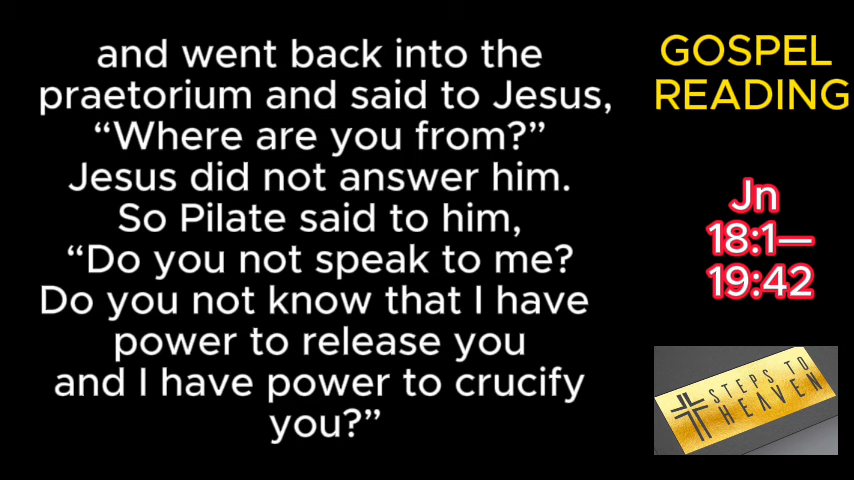 and went back into the
praetorium and said to Jesus,
“Where are you from?”
Jesus did not answer him.
So Pilate said to him,
“Do you not speak to me?
Do you not know that I have
power to release you
and I have power to crucify
you?”
GOSPEL
READING
Jn
18:1—
19:42
STEPS TO
HEAVEN